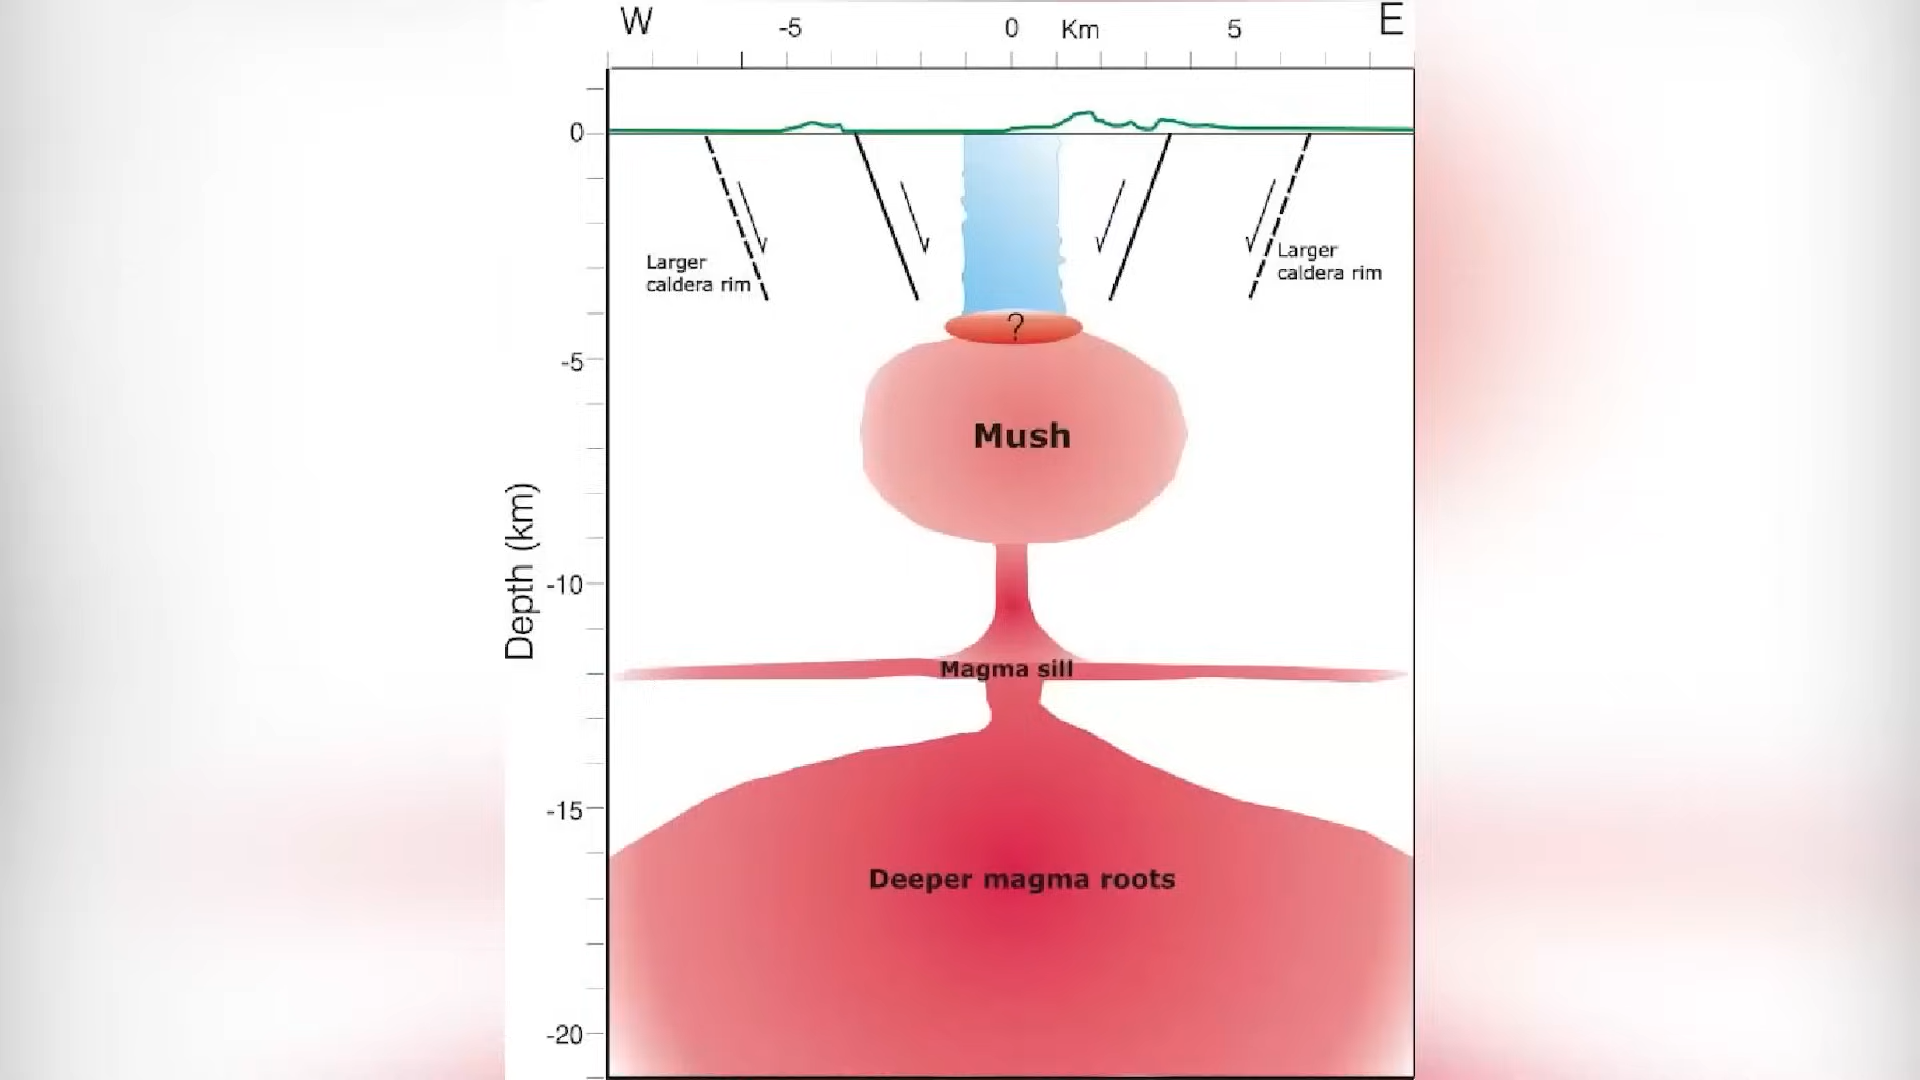 W -5 0 Km 5 E
0
Larger
caldera rim
Larger
caldera rim
?
-5
Mush
Depth (km)
-10
Magma sill
-15
Deeper magma roots
-20